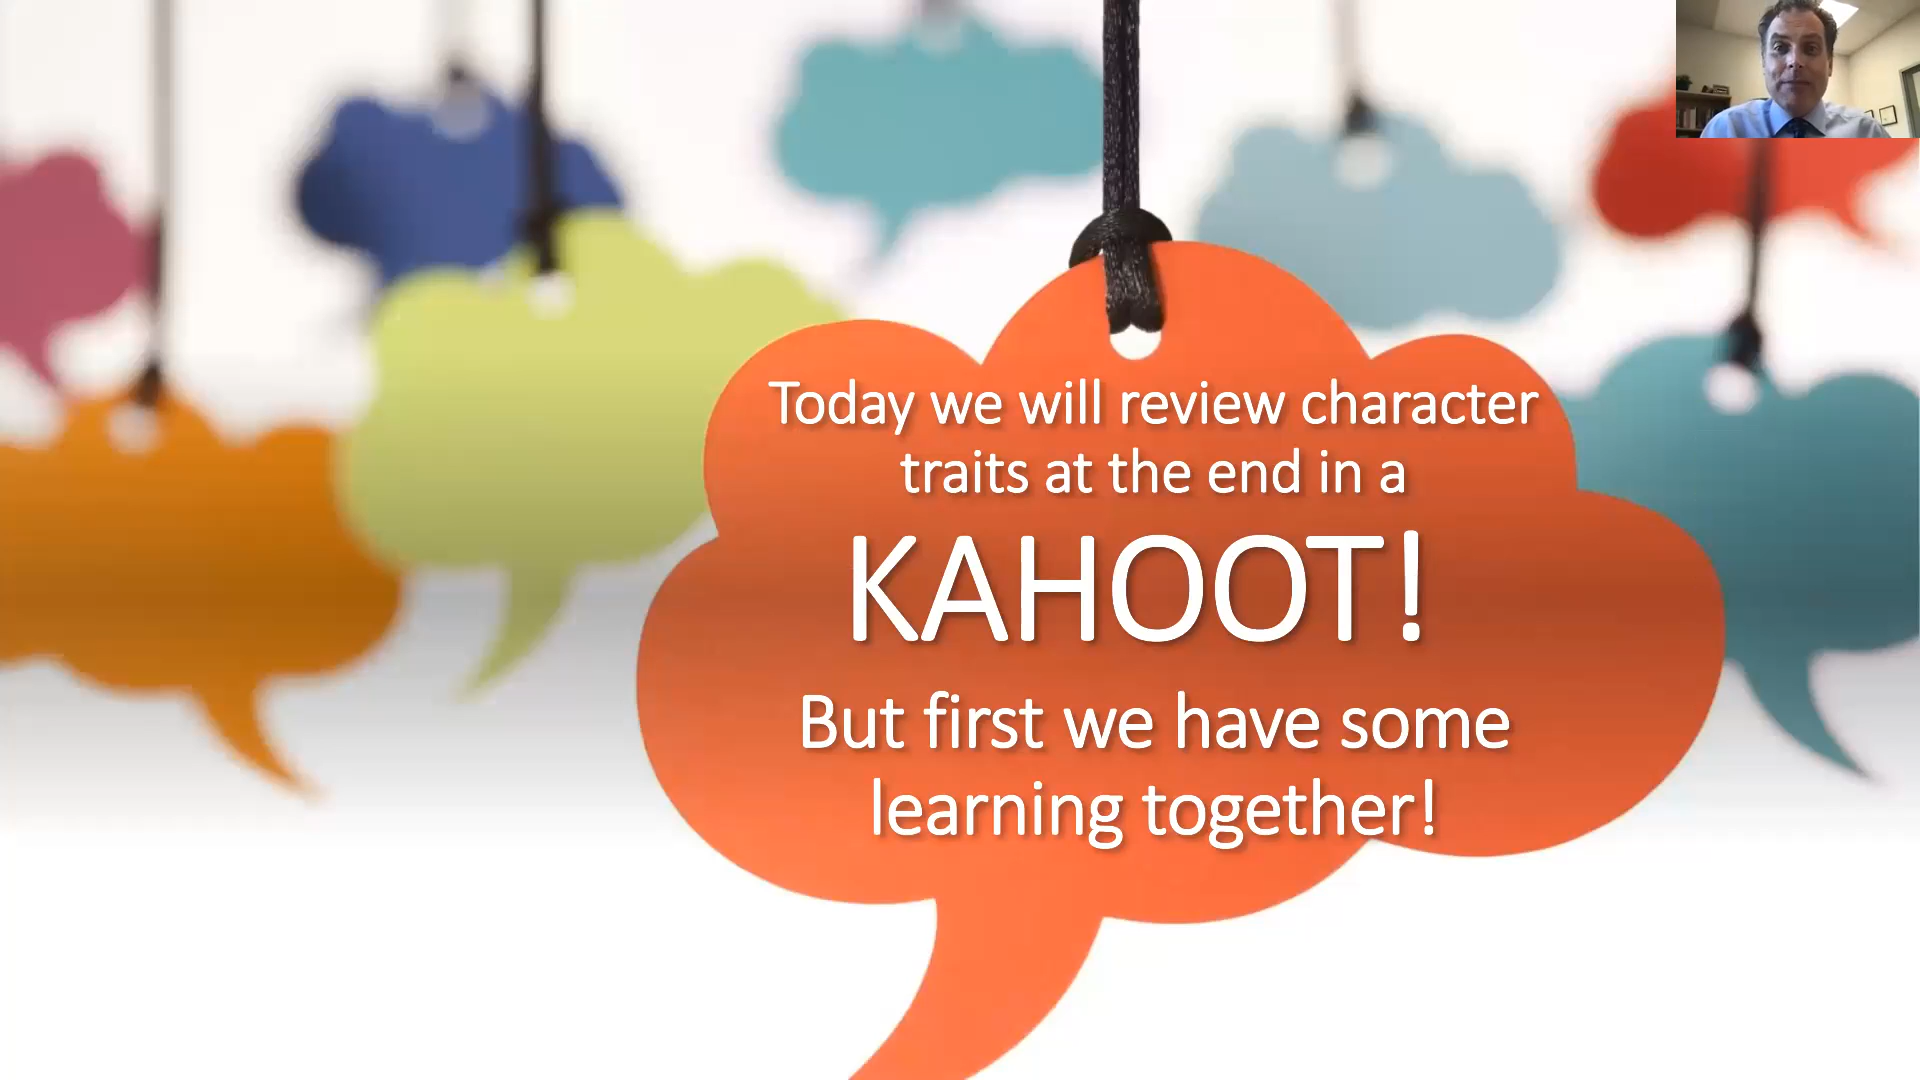 Today we will review character
traits at the end in a
KAHOOT!
But first we have some
learning together!